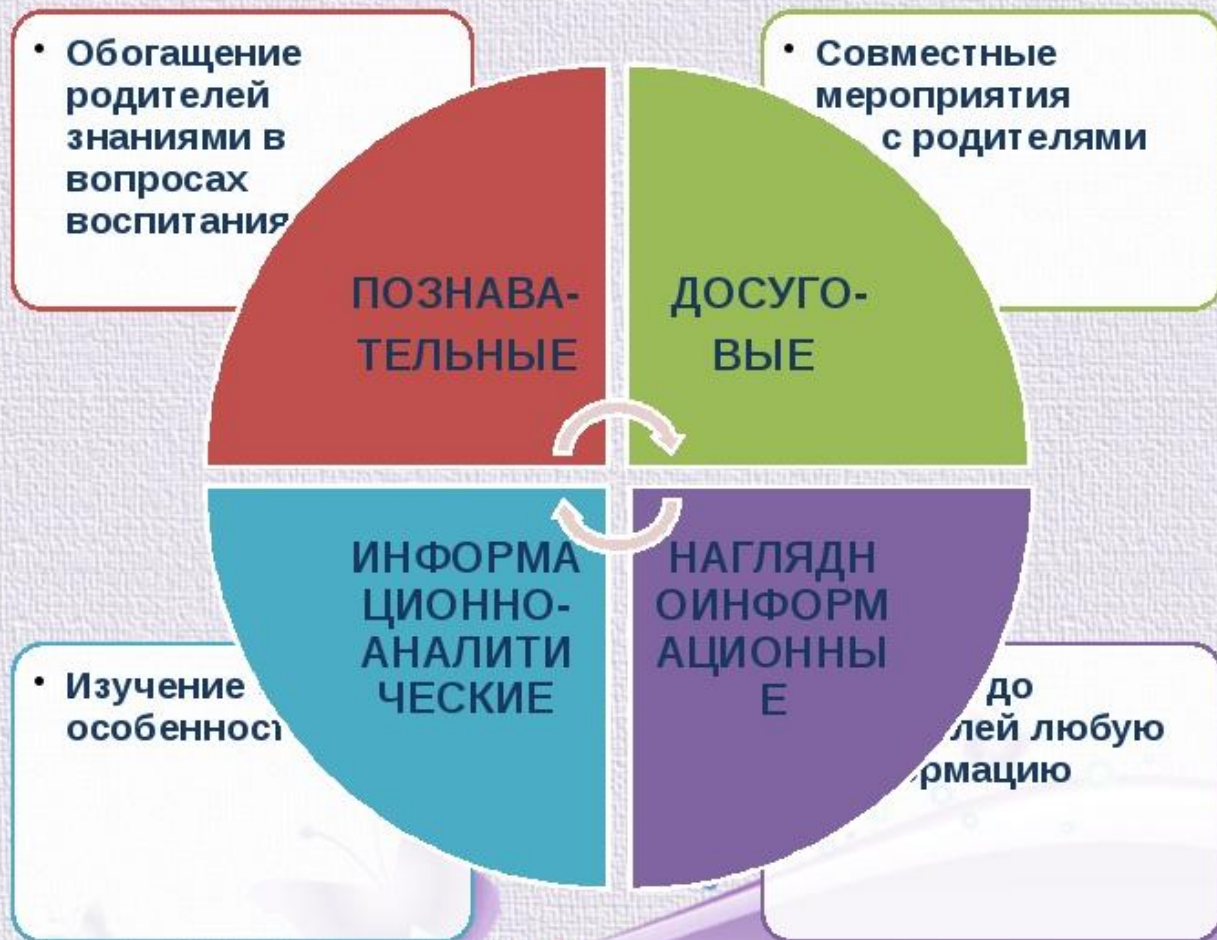 • Обогащение
родителей
знаниями в
вопросах
воспитания
• Совместные
мероприятия
с родителями
ПОЗНАВА-
ТЕЛЬНЫЕ
ДОСУГО-
ВЫЕ
ИНФОРМА
ЦИОННО-
АНАЛИТИ
ЧЕСКИЕ
НАГЛЯДН
ОИНФОРМ
АЦИОННЫ
Е
• Изучение
до
любую